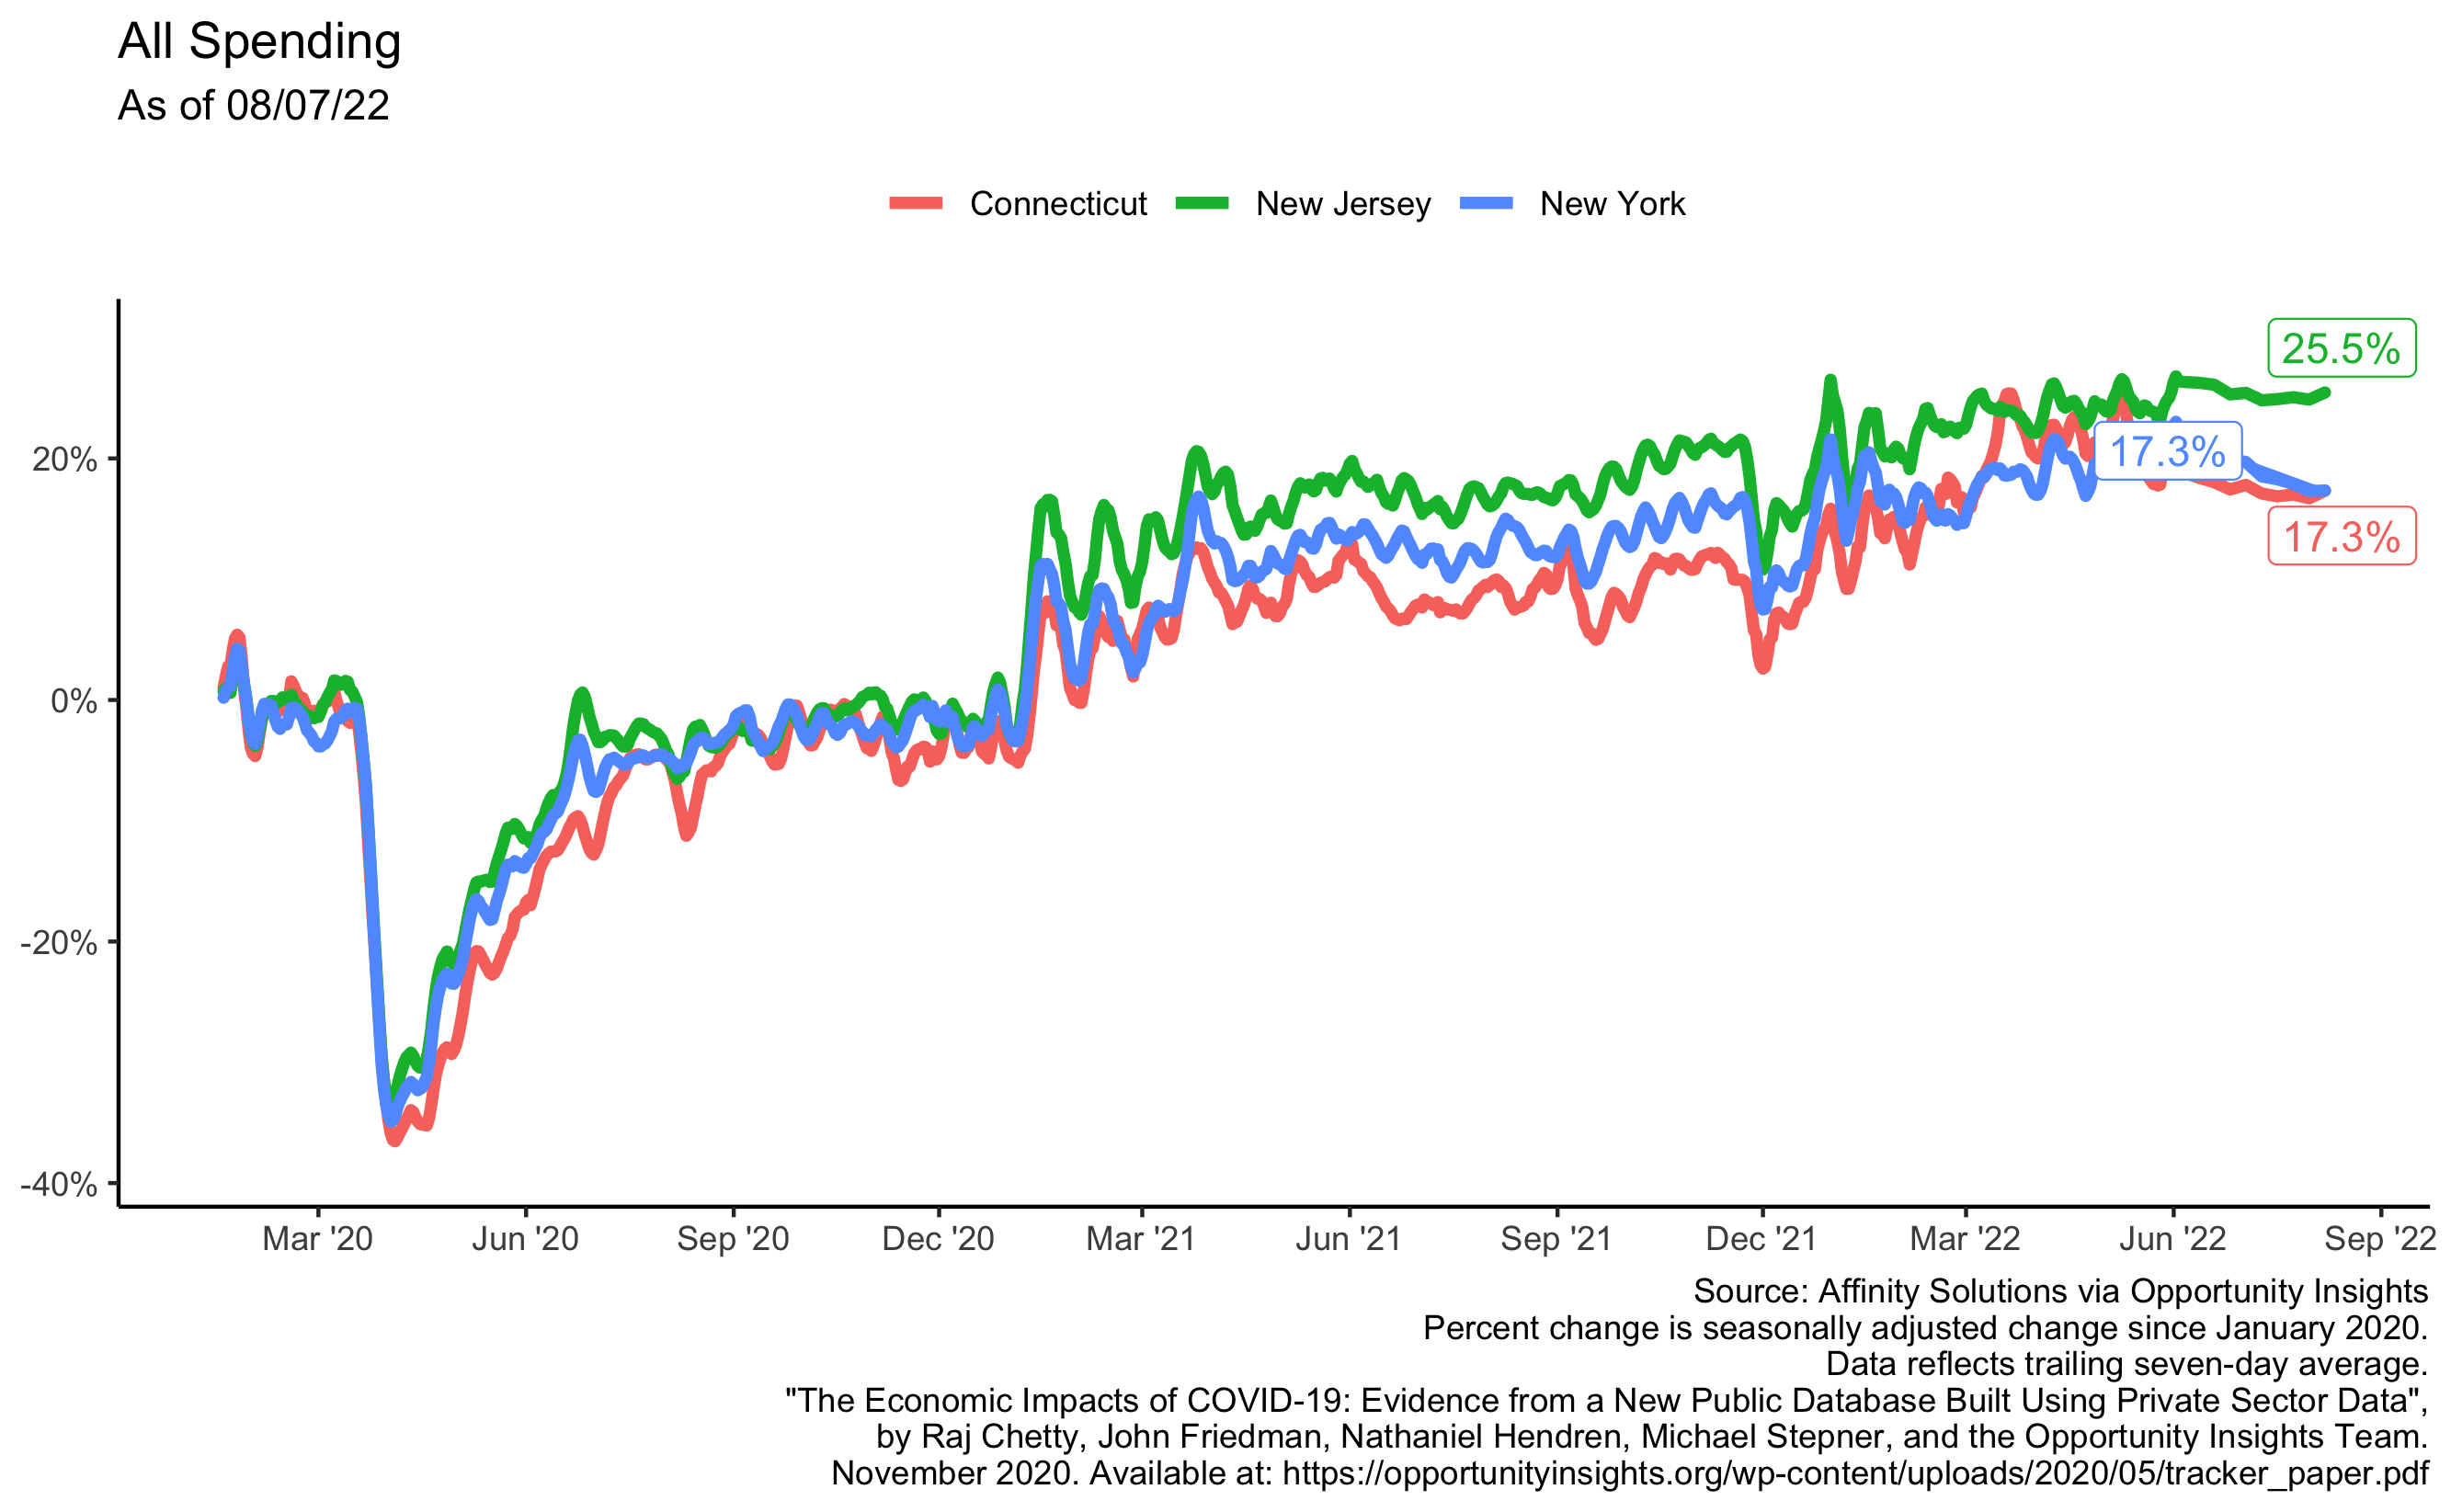 All Spending
As of 08/07/22
Connecticut New Jersey New York
25.5%
20%
17.3%
17.3%
0%
-20%
-40%
Mar '20 Jun '20 Sep '20 Dec '20 Mar '21 Jun '21 Sep '21 Dec '21 Mar '22 Jun '22 Sep '22
Source: Affinity Solutions via Opportunity Insights
Percent change is seasonally adjusted change since January 2020.
Data reflects trailing seven-day average.
"The Economic Impacts of COVID-19: Evidence from a New Public Database Built Using Private Sector Data",
by Raj Chetty, John Friedman, Nathaniel Hendren, Michael Stepner, and the Opportunity Insights Team.
November 2020. Available at: https://opportunityinsights.org/wp-content/uploads/2020/05/tracker_paper.pdf